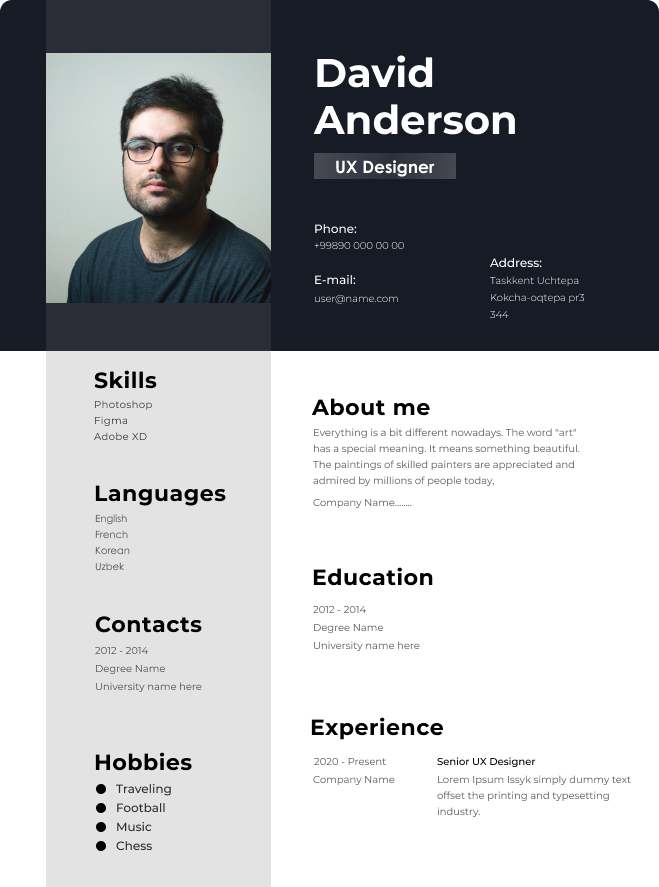 David
Anderson
UX Designer
Phone:
+99890 000 00 00
E-mail:
user@name.com
Address:
Taskkent Uchtepa
Kokcha-oqtepa pr3
344
Skills
Photoshop
Figma
Adobe XD
Languages
English
French
Korean
Uzbek
Contacts
2012 - 2014
Degree Name
University name here
Hobbies
Traveling
Football
Music
Chess
About me
Everything is a bit different nowadays. The word "art"
has a special meaning. It means something beautiful.
The paintings of skilled painters are appreciated and
admired by millions of people today,
Company Name........
Education
2012 - 2014
Degree Name
University name here
Experience
2020 - Present
Company Name
Senior UX Designer
Lorem Ipsum Issyk simply dummy text
offset the printing and typesetting
industry.